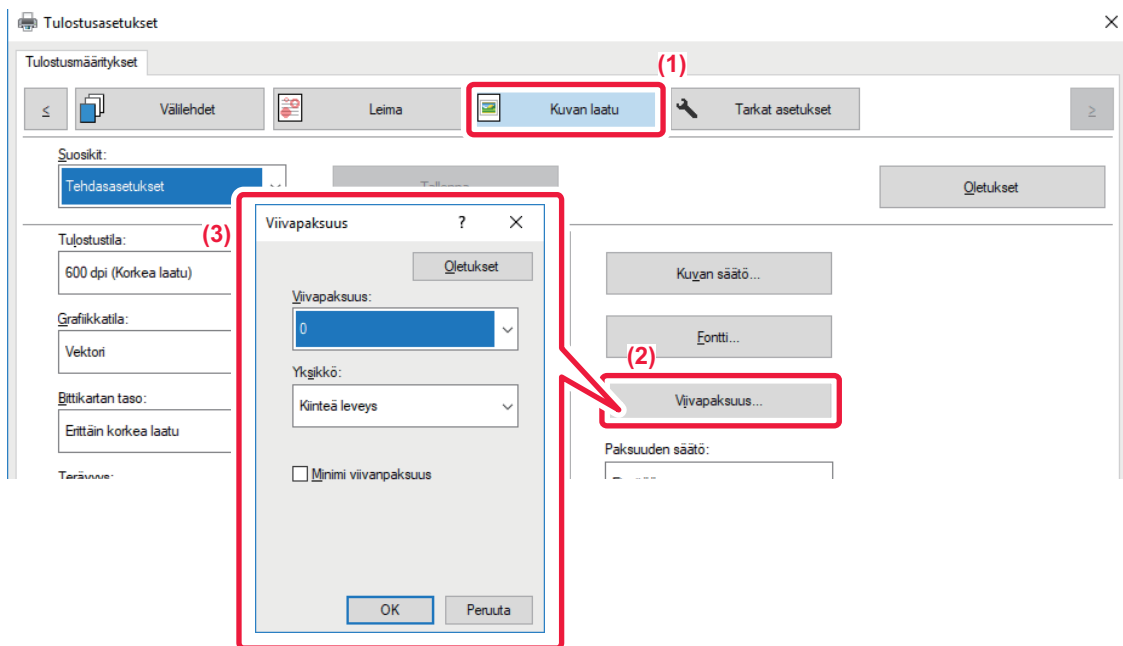 Tulostusasetukset
Tulostusmääritykset
(1)
≤ Välilehdet Leima Kuvan laatu Tarkat asetukset ≥
Suosikit:
Tehdasasetukset
Oletukset
(3)
Viivapaksuus ? ×
Tulostustila:
600 dpi (Korkea laatu)
Oletukset
Kuvan säätö...
Viivapaksuus:
0
Grafiikkatila:
Vektori
Fontti...
(2)
Yksikkö:
Kiinteä leveys
Bittikartan taso:
Erittäin korkea laatu
Viivapaksuus...
Paksuuden säätö:
Terävyys:
Minimi viivanpaksuus
OK Peruuta